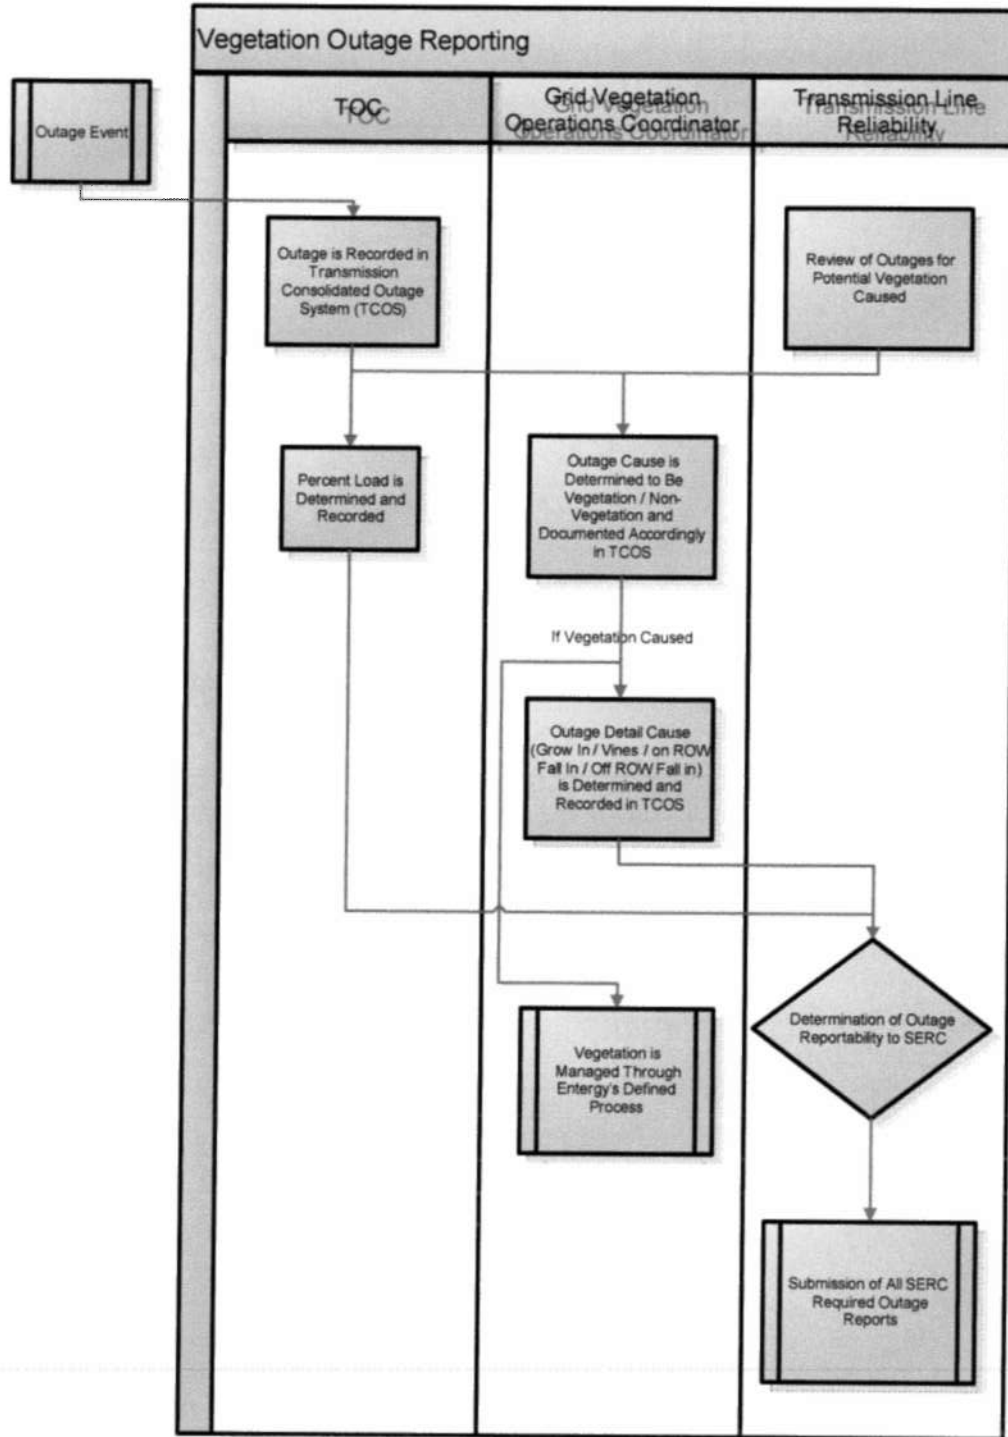 Vegetation Outage Reporting
Outage Event
TOC
Grid Vegetation
Operations Coordinator
Transmission Line
Reliability
Outage is Recorded in
Transmission
Consolidated Outage
System (TCOS)
Review of Outages for
Potential Vegetation
Caused
Percent Load is
Determined and
Recorded
Outage Cause is
Determined to Be
Vegetation / Non-
Vegetation and
Documented Accordingly
in TCOS
If Vegetation Caused
Outage Detail Cause
(Grow In / Vines / on ROW
Fall In / Off ROW Fall in)
is Determined and
Recorded in TCOS
Determination of Outage
Reportability to SERC
Vegetation is
Managed Through
Entergy's Defined
Process
Submission of All SERC
Required Outage
Reports